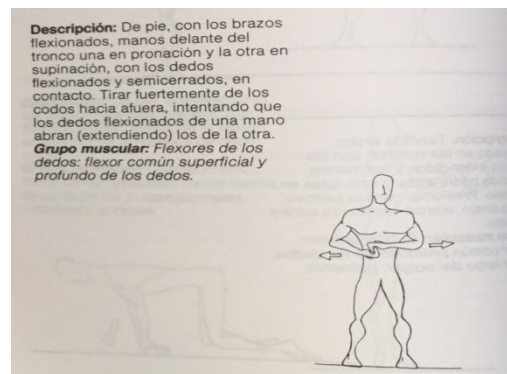 Descripción: De pie, con los brazos
flexionados, manos delante del
tronco una en pronación y la otra en
supinación, con los dedos
flexionados y semicerrados, en
contacto. Tirar fuertemente de los
codos hacia afuera, intentando que
los dedos flexionados de una mano
abran (extendiendo) los de la otra.
Grupo muscular: Flexores de los
dedos: flexor común superficial y
profundo de los dedos.